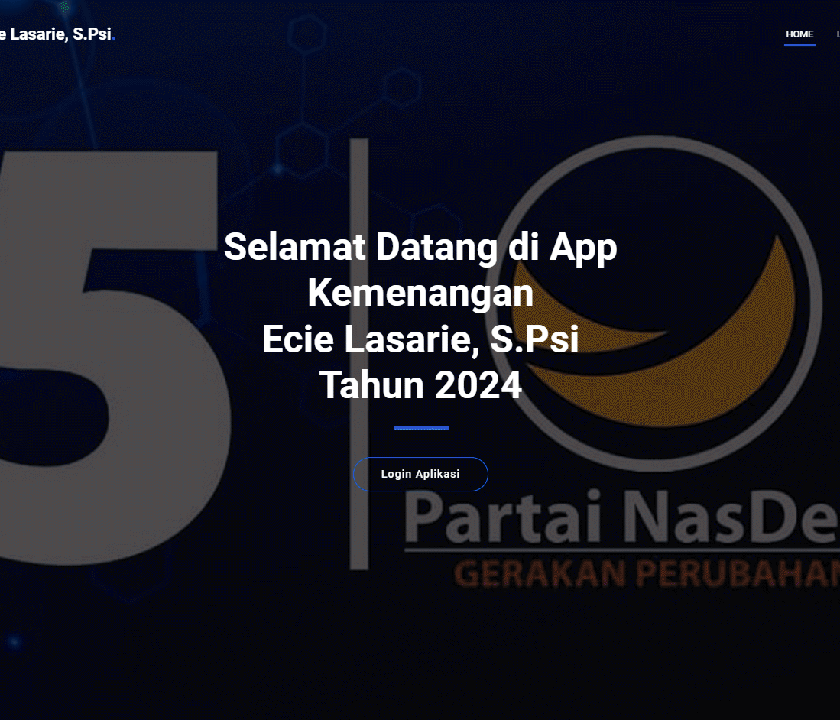 e Lasarie, S.Psi.
HOME
5
Selamat Datang di App
Kemenangan
Ecie Lasarie, S.Psi
Tahun 2024
Login Aplikasi
Partai NasDe
GERAKAN PERUBAHAN